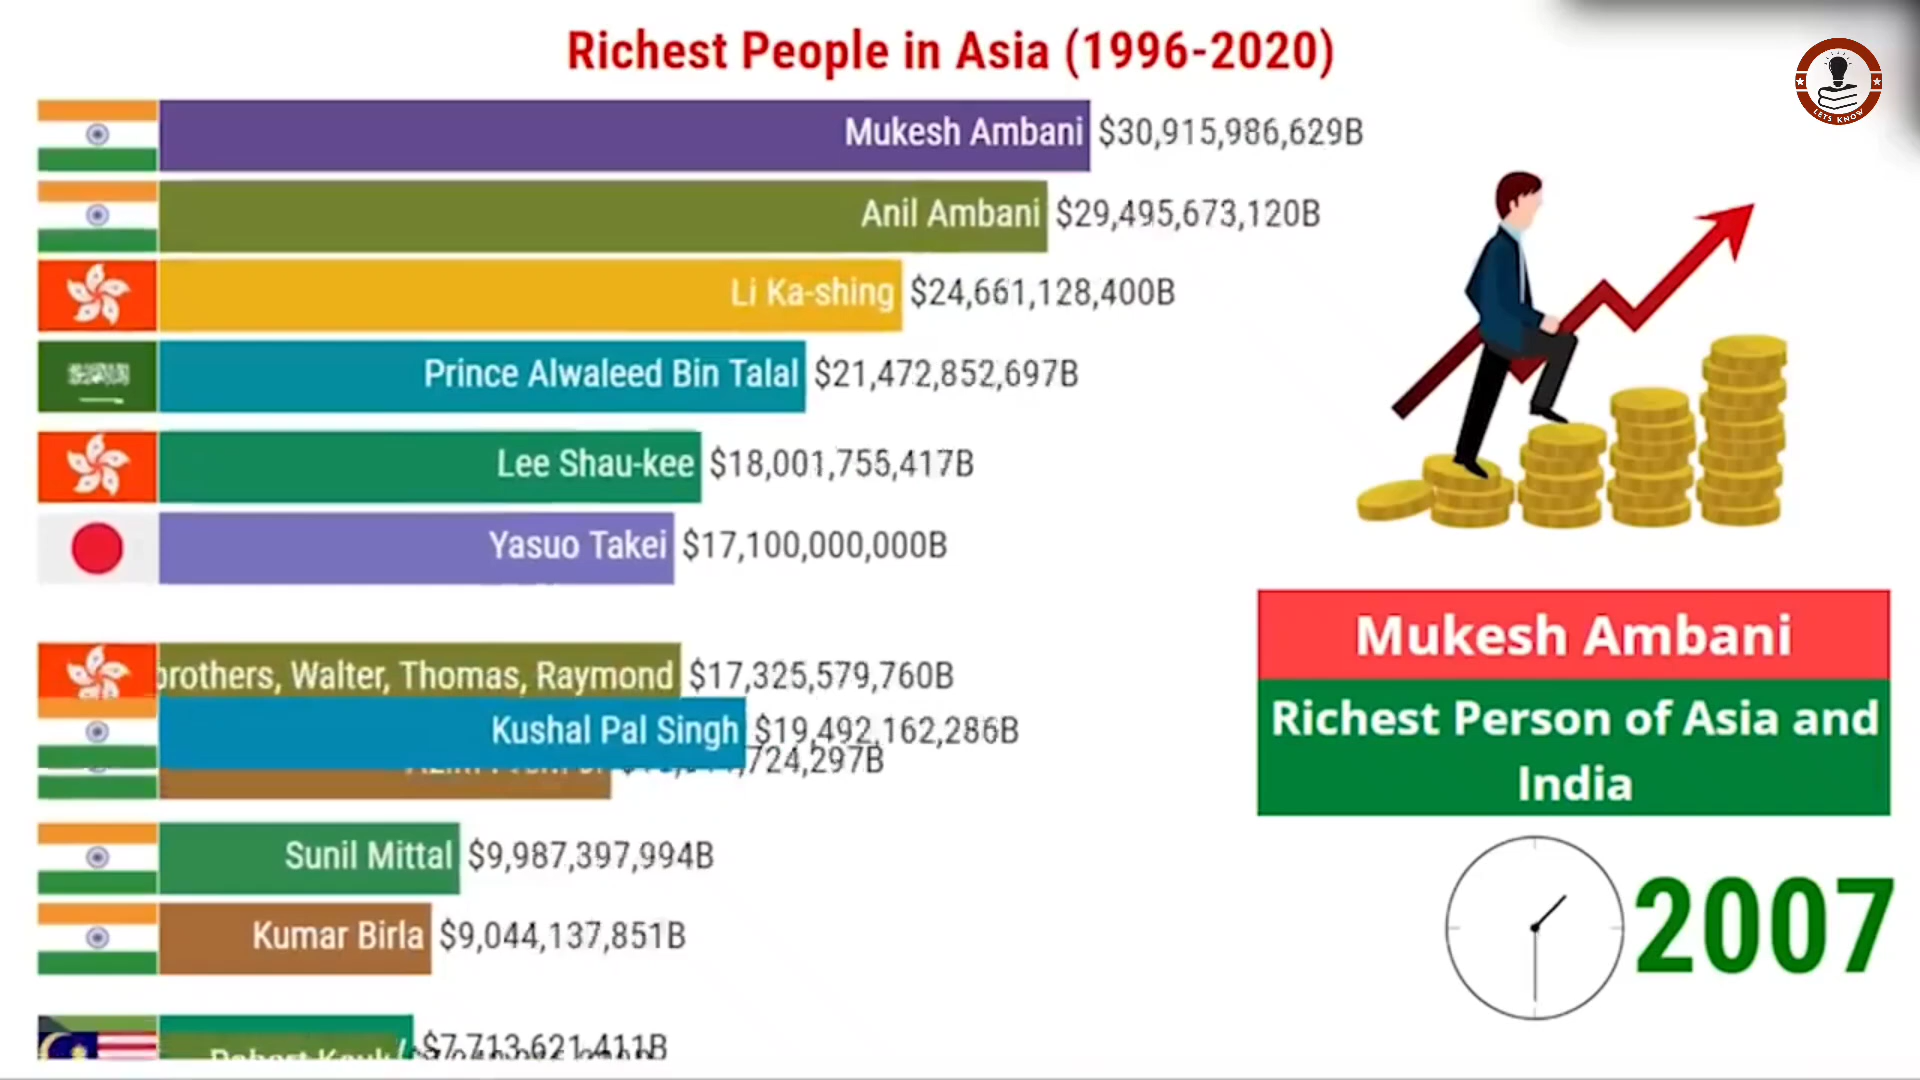 Richest People in Asia (1996-2020)
LETS KNOW
Mukesh Ambani $30,915,986,629B
Anil Ambani $29,495,673,120B
Li Ka-shing $24,661,128,400B
Prince Alwaleed Bin Talal $21,472,852,697B
Lee Shau-kee $18,001,755,417B
Yasuo Takei $17,100,000,000B
brothers, Walter, Thomas, Raymond $17,325,579,760B
Kushal Pal Singh $19,492,162,286B
724,297B
Sunil Mittal $9,987,397,994B
Kumar Birla $9,044,137,851B
$7,713,621,411B
Mukesh Ambani
Richest Person of Asia and
India
2007